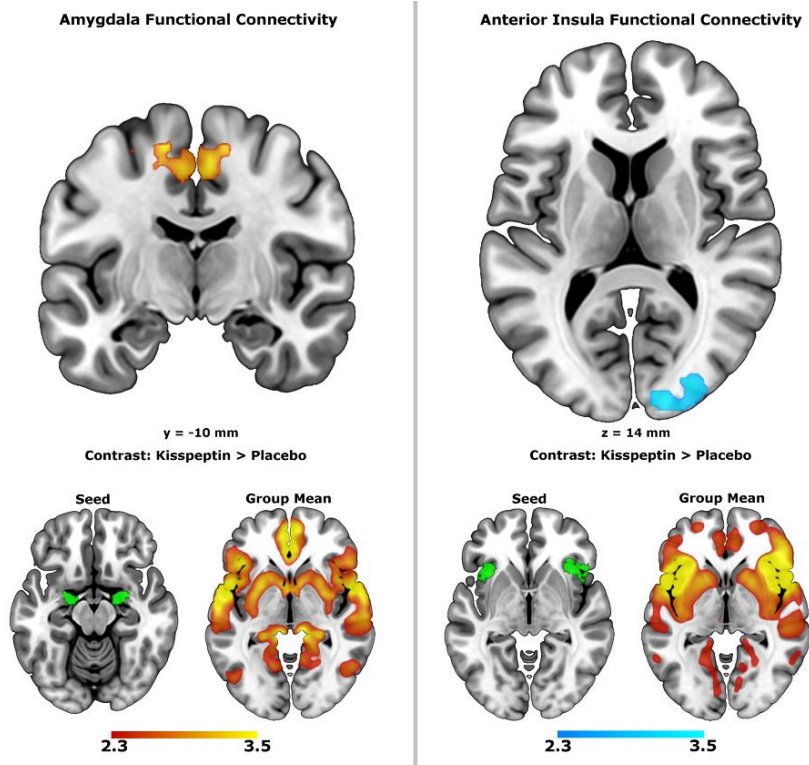 Amygdala Functional Connectivity
y = -10 mm
Contrast: Kisspeptin > Placebo
Seed
Group Mean
2.3
3.5
Anterior Insula Functional Connectivity
z = 14 mm
Contrast: Kisspeptin > Placebo
Seed
Group Mean
2.3
3.5